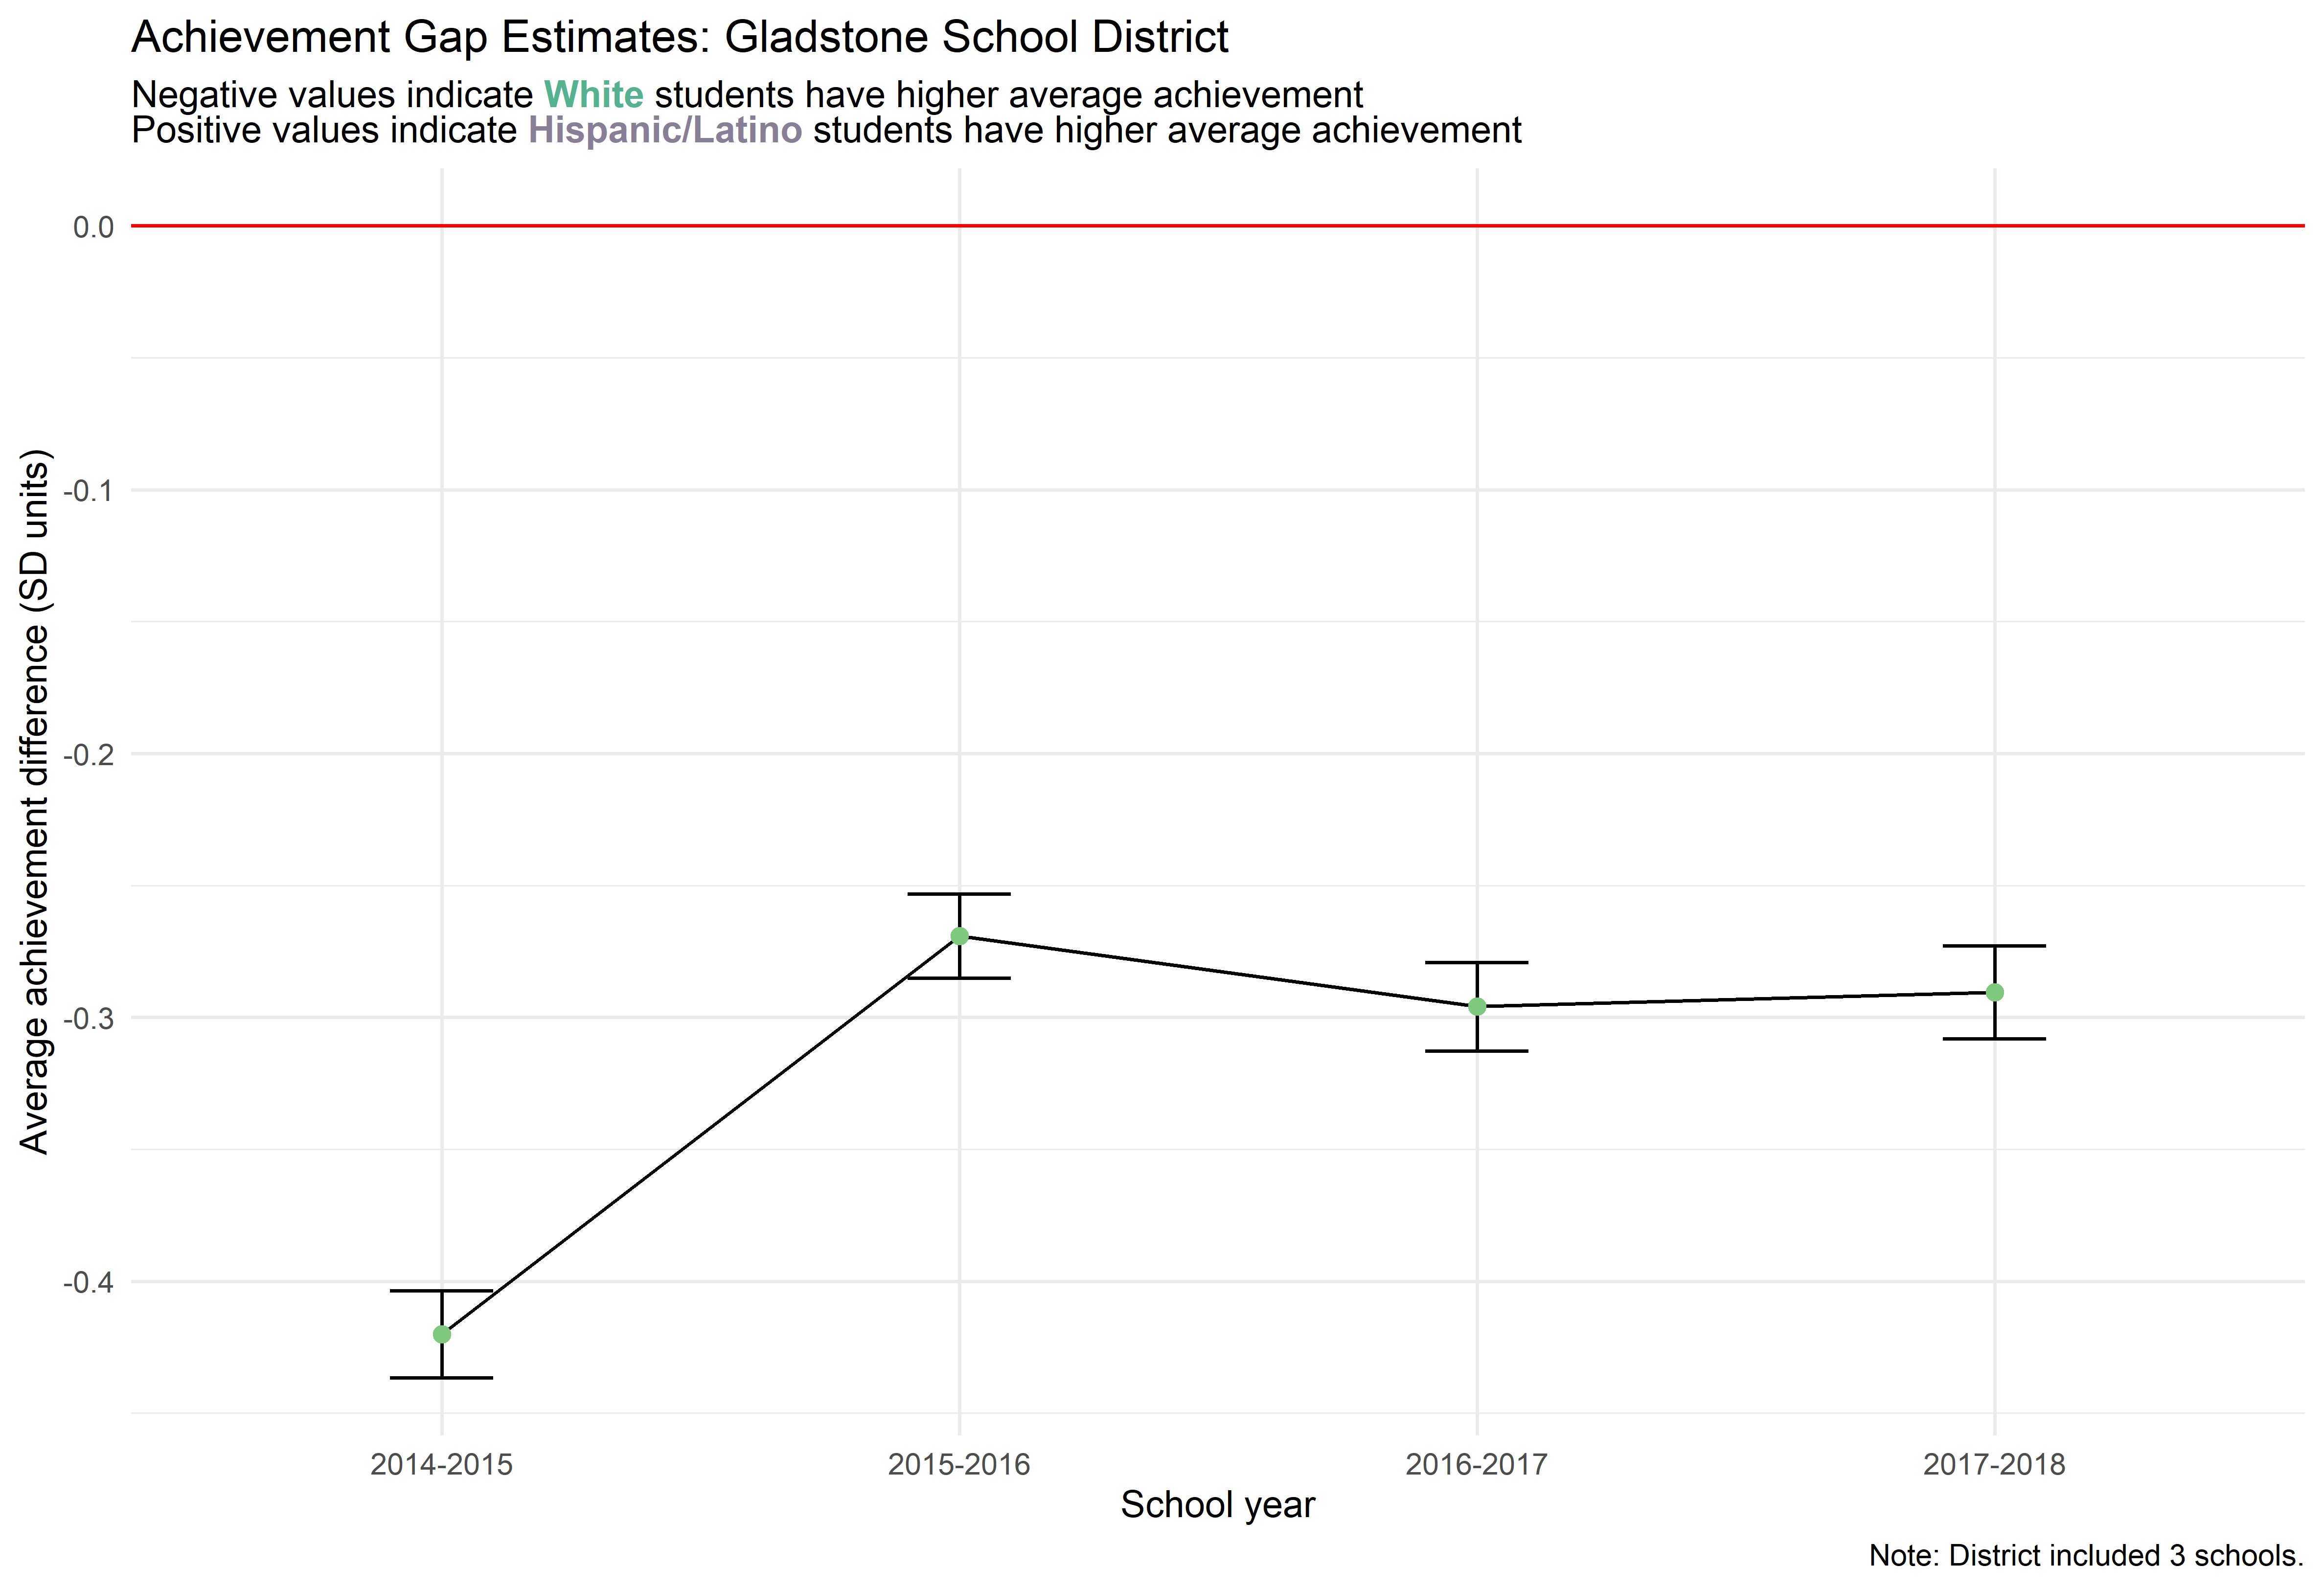 Achievement Gap Estimates: Gladstone School District
Negative values indicate White students have higher average achievement
Positive values indicate Hispanic/Latino students have higher average achievement
Average achievement difference (SD units)
0.0
-0.1
-0.2
-0.3
-0.4
2014-2015
2015-2016
2016-2017
2017-2018
School year
Note: District included 3 schools.